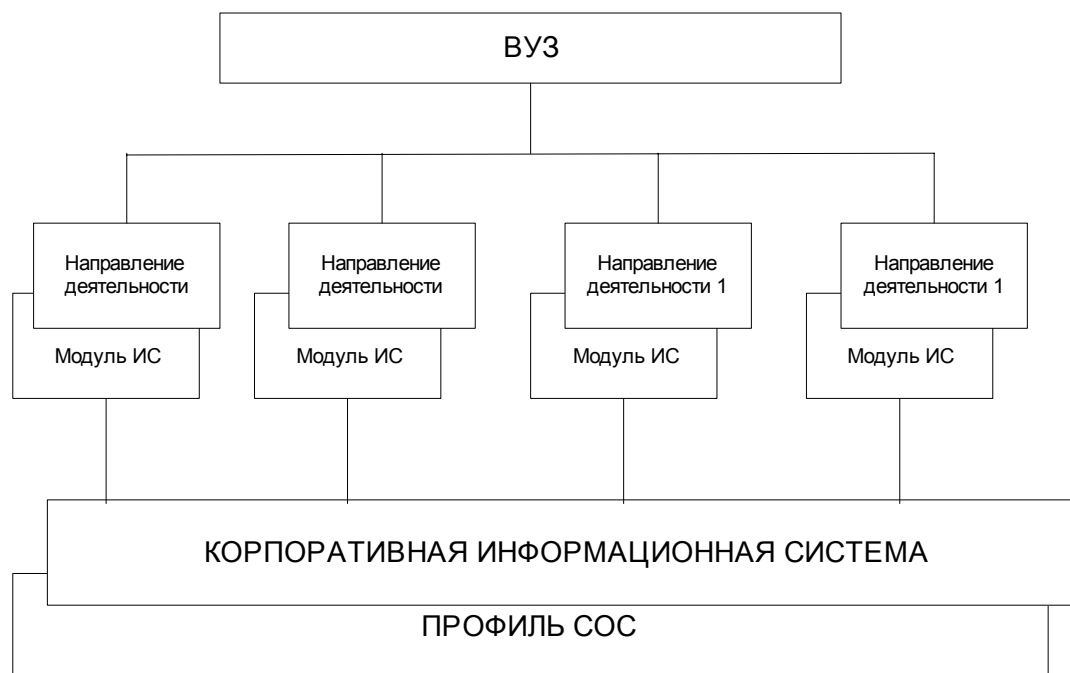 ВУЗ
Направление
деятельности
Направление
деятельности
Направление
деятельности 1
Направление
деятельности 1
Модуль ИС
Модуль ИС
Модуль ИС
Модуль ИС
КОРПОРАТИВНАЯ ИНФОРМАЦИОННАЯ СИСТЕМА
ПРОФИЛЬ СОС